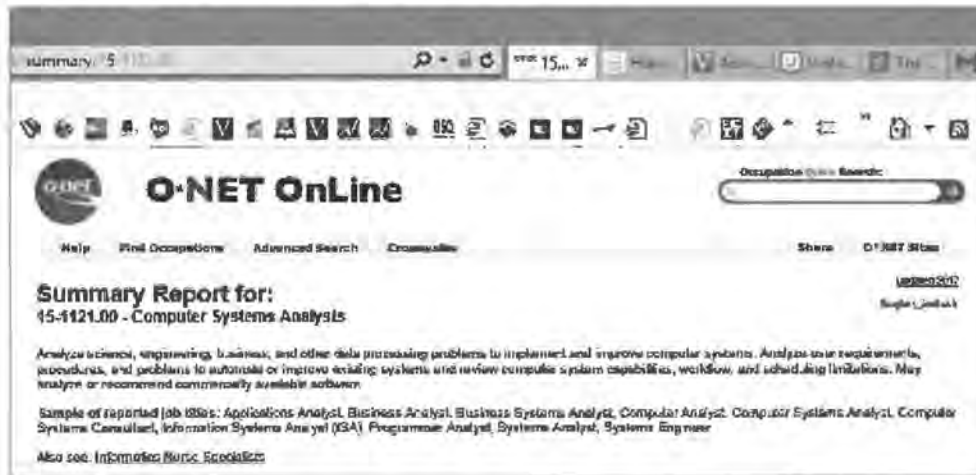 summary/15
15...
O·NET OnLine
Occupation Quick Search:
Help Find Occupations Advanced Search Crosswalks
Share O*NET Sites
Summary Report for:
15-1121.00 - Computer Systems Analysts
Updated 2017
Analyze science, engineering, business, and other data processing problems to implement and improve computer systems. Analyze user requirements,
procedures, and problems to automate or improve existing systems and review computer system capabilities, workflow, and scheduling limitations. May
analyze or recommend commercially available software.
Sample of reported job titles: Applications Analyst, Business Analyst, Business Systems Analyst, Computer Analyst, Computer Systems Analyst, Computer
Systems Consultant, Information Systems Analyst (ISA), Programmer Analyst, Systems Analyst, Systems Engineer
Also see: Informatics Nurse Specialists